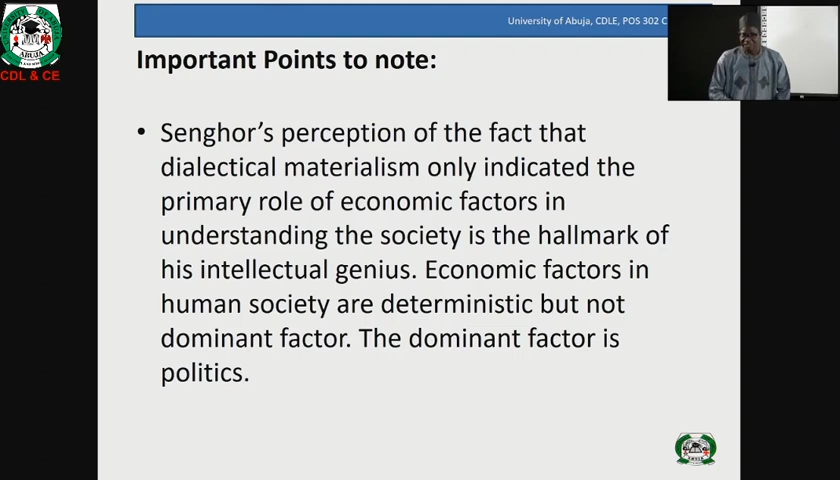 University of Abuja, CDLE, POS 302 C
ABUJA
CDL & CE
Important Points to note:
• Senghor's perception of the fact that
dialectical materialism only indicated the
primary role of economic factors in
understanding the society is the hallmark of
his intellectual genius. Economic factors in
human society are deterministic but not
dominant factor. The dominant factor is
politics.